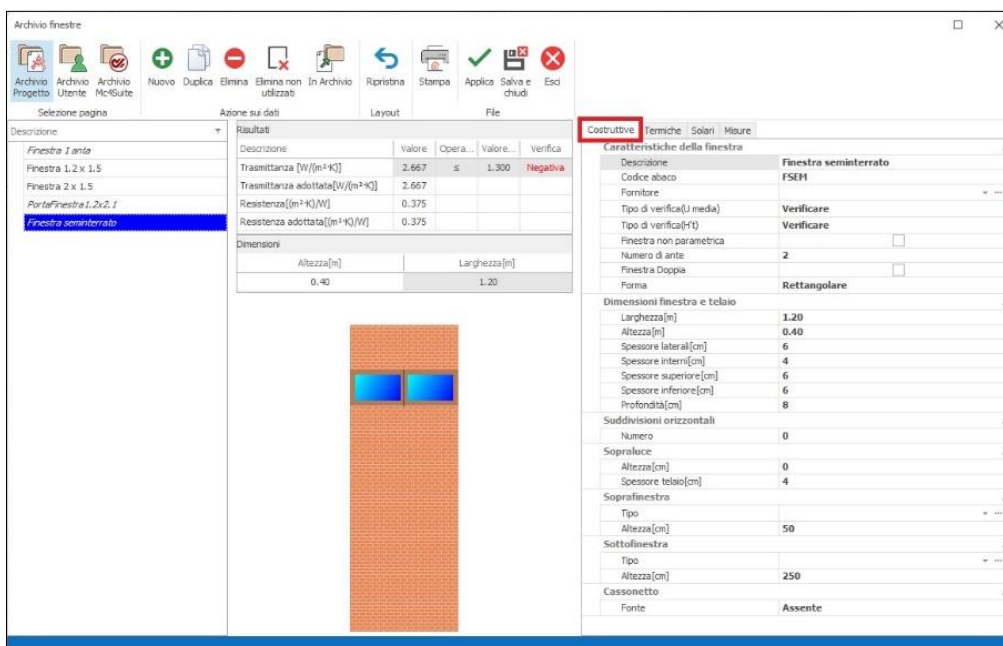 Archivio finestre
Archivio Progetto
Archivio Utente
Archivio Mc4Suite
Nuovo
Duplica
Elimina
Elimina non utilizzati
In Archivio
Ripristina
Stampa
Applica
Salva e chiudi
Esci
Selezione pagina
Azione sui dati
Layout
File
Descrizione
Finestra 1 anta
Finestra 1.2 x 1.5
Finestra 2 x 1.5
PortaFinestra1.2x2.1
Finestra seminterrato
Risultati
Descrizione Valore Opera... Valore... Verifica
Trasmittanza [W/(m²·K)] 2.667 ≤ 1.300 Negativa
Trasmittanza adottata[W/(m²·K)] 2.667
Resistenza[(m²·K)/W] 0.375
Resistenza adottata[(m²·K)/W] 0.375
Dimensioni
Altezza[m] Larghezza[m]
0.40 1.20
Costruttive Termiche Solari Misure
Caratteristiche della finestra
Descrizione Finestra seminterrato
Codice abaco FSEM
Fornitore
Tipo di verifica(U media) Verificare
Tipo di verifica(H't) Verificare
Finestra non parametrica
Numero di ante 2
Finestra Doppia
Forma Rettangolare
Dimensioni finestra e telaio
Larghezza[m] 1.20
Altezza[m] 0.40
Spessore laterali[cm] 6
Spessore interni[cm] 4
Spessore superiore[cm] 6
Spessore inferiore[cm] 6
Profondità[cm] 8
Suddivisioni orizzontali
Numero 0
Sopraluce
Altezza[cm] 0
Spessore telaio[cm] 4
Soprafinestra
Tipo
Altezza[cm] 50
Sottofinestra
Tipo
Altezza[cm] 250
Cassonetto
Fonte Assente